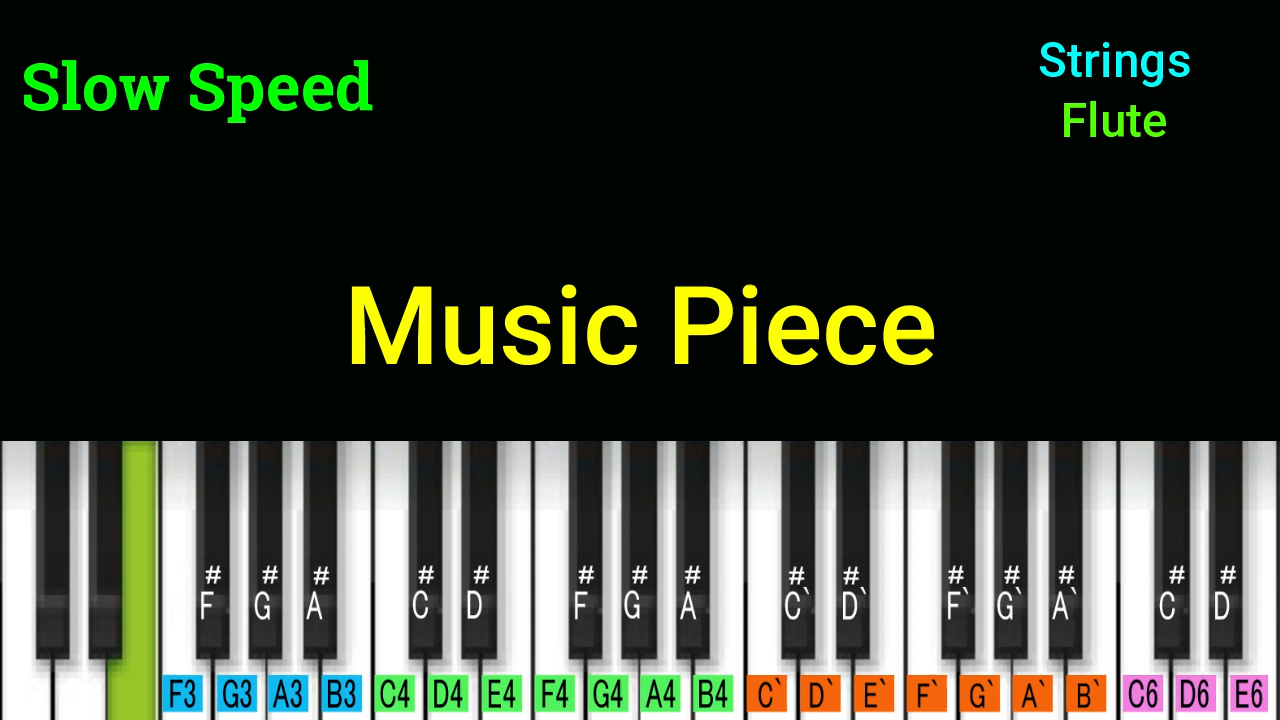 Slow Speed
Strings
Flute
Music Piece
# # # # # # # # # # # # # # #
F G A C D F G A C` D` F` G` A` C D
F3 G3 A3 B3 C4 D4 E4 F4 G4 A4 B4 C` D` E` F` G` A` B` C6 D6 E6